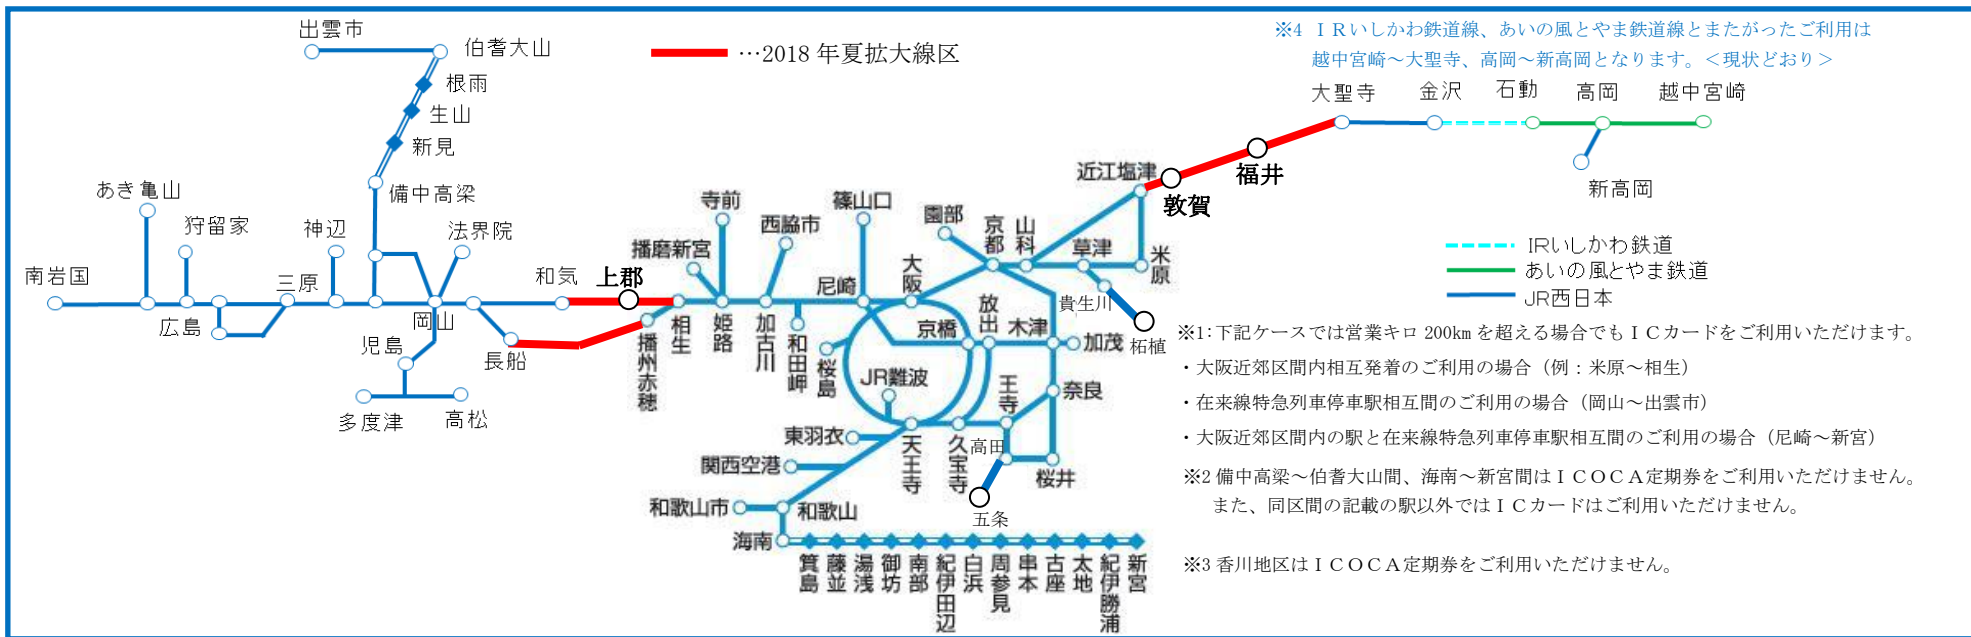 出雲市
伯耆大山
根雨
生山
新見
備中高梁
…2018 年夏拡大線区
※4 ＩＲいしかわ鉄道線、あいの風とやま鉄道線とまたがったご利用は
越中宮崎～大聖寺、高岡～新高岡となります。＜現状どおり＞
大聖寺
金沢
石動
高岡
越中宮崎
新高岡
福井
敦賀
近江塩津
あき亀山
狩留家
神辺
法界院
南岩国
広島
三原
岡山
和気
上郡
児島
長船
多度津
高松
播州赤穂
相生
播磨新宮
寺前
姫路
西脇市
加古川
和田岬
篠山口
尼崎
大阪
園部
京都
山科
草津
米原
貴生川
柘植
桜島
京橋
放出
木津
加茂
JR難波
王寺
奈良
東羽衣
天王寺
久宝寺
高田
桜井
関西空港
五条
和歌山市
和歌山
海南
箕島
藤並
湯浅
御坊
南部
紀伊田辺
白浜
周参見
串本
古座
太地
紀伊勝浦
新宮
IRいしかわ鉄道
あいの風とやま鉄道
JR西日本
※1:下記ケースでは営業キロ 200km を超える場合でもＩＣカードをご利用いただけます。
・大阪近郊区間内相互発着のご利用の場合（例：米原～相生）
・在来線特急列車停車駅相互間のご利用の場合（岡山～出雲市）
・大阪近郊区間内の駅と在来線特急列車停車駅相互間のご利用の場合（尼崎～新宮）
※2 備中高梁～伯耆大山間、海南～新宮間はＩＣＯＣＡ定期券をご利用いただけません。
また、同区間の記載の駅以外ではＩＣカードはご利用いただけません。
※3 香川地区はＩＣＯＣＡ定期券をご利用いただけません。